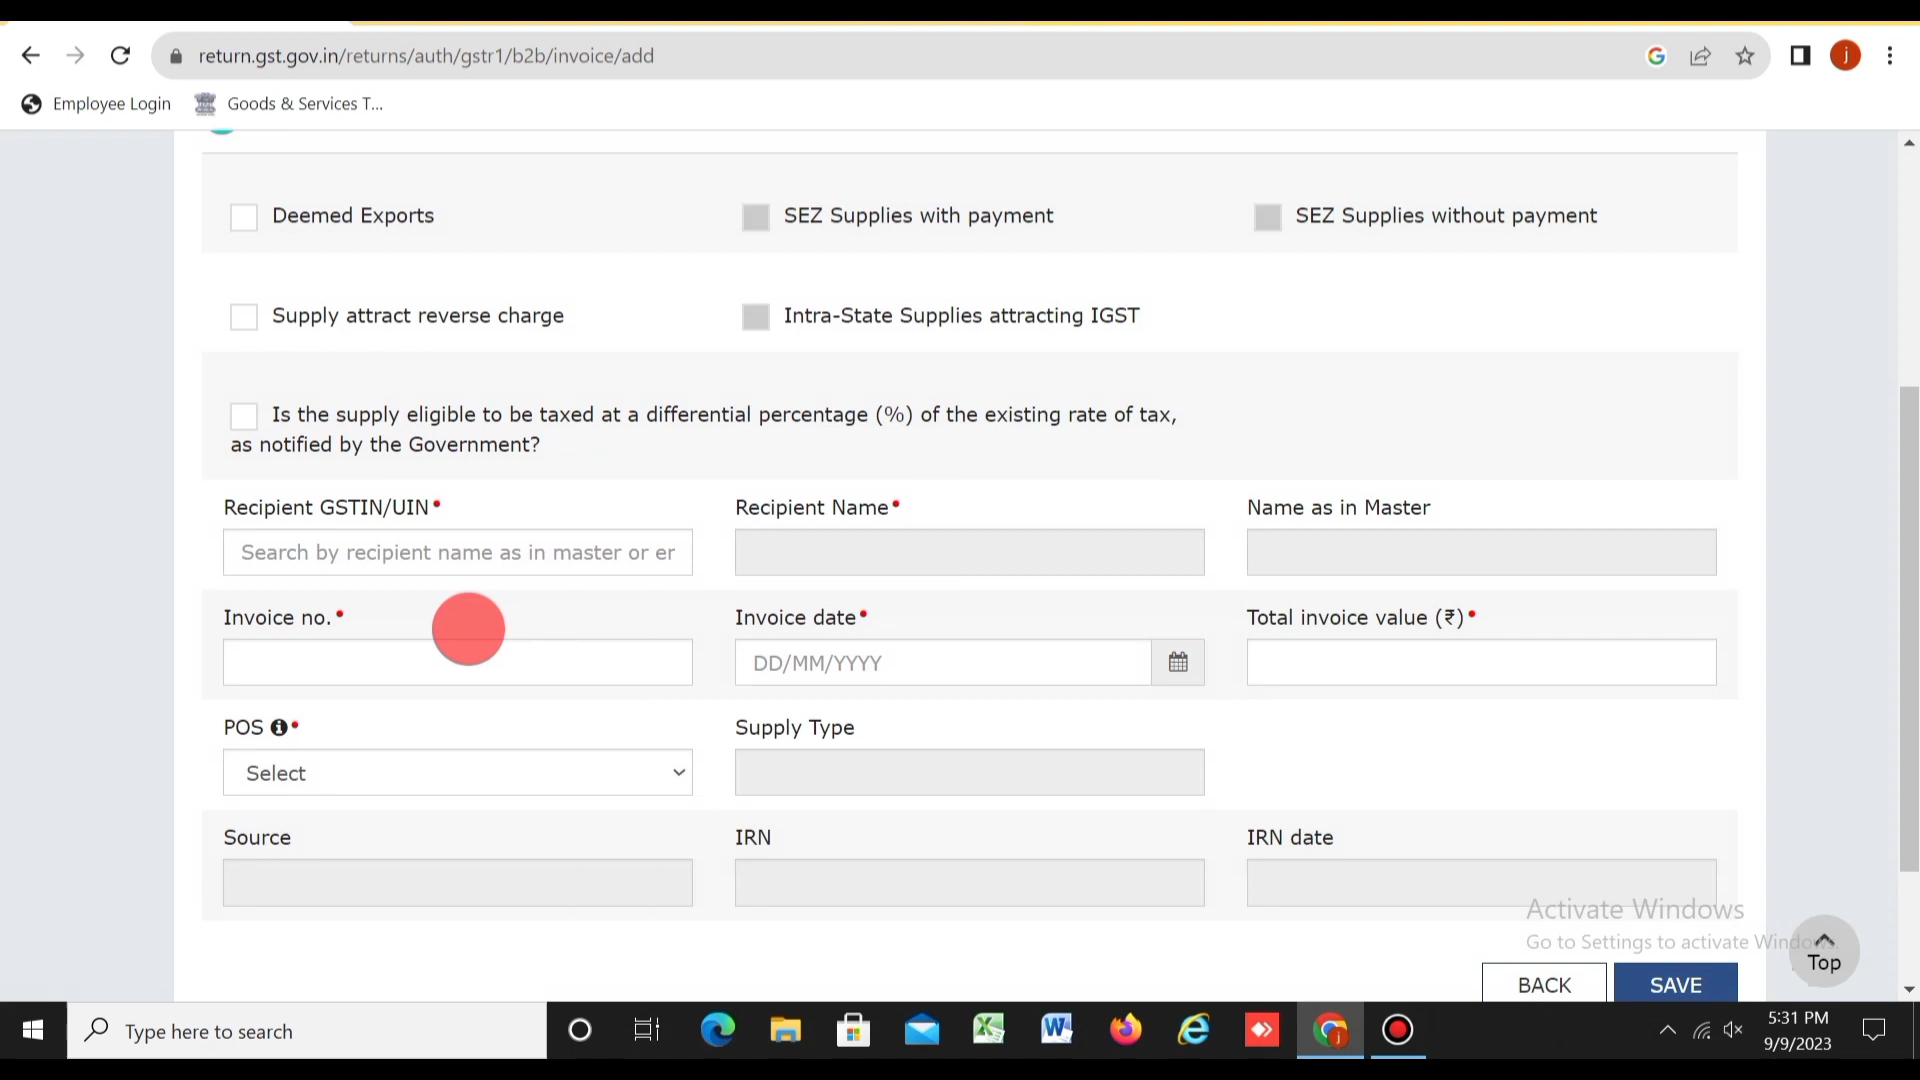 return.gst.gov.in/returns/auth/gstr1/b2b/invoice/add
G
j
Employee Login
Goods & Services T...
Deemed Exports
SEZ Supplies with payment
SEZ Supplies without payment
Supply attract reverse charge
Intra-State Supplies attracting IGST
Is the supply eligible to be taxed at a differential percentage (%) of the existing rate of tax,
as notified by the Government?
Recipient GSTIN/UIN•
Recipient Name•
Name as in Master
Search by recipient name as in master or er
Invoice no.•
Invoice date•
Total invoice value (₹)•
DD/MM/YYYY
POS •
Supply Type
Select
Source
IRN
IRN date
Activate Windows
Go to Settings to activate Windows.
Top
BACK
SAVE
Type here to search
5:31 PM
9/9/2023